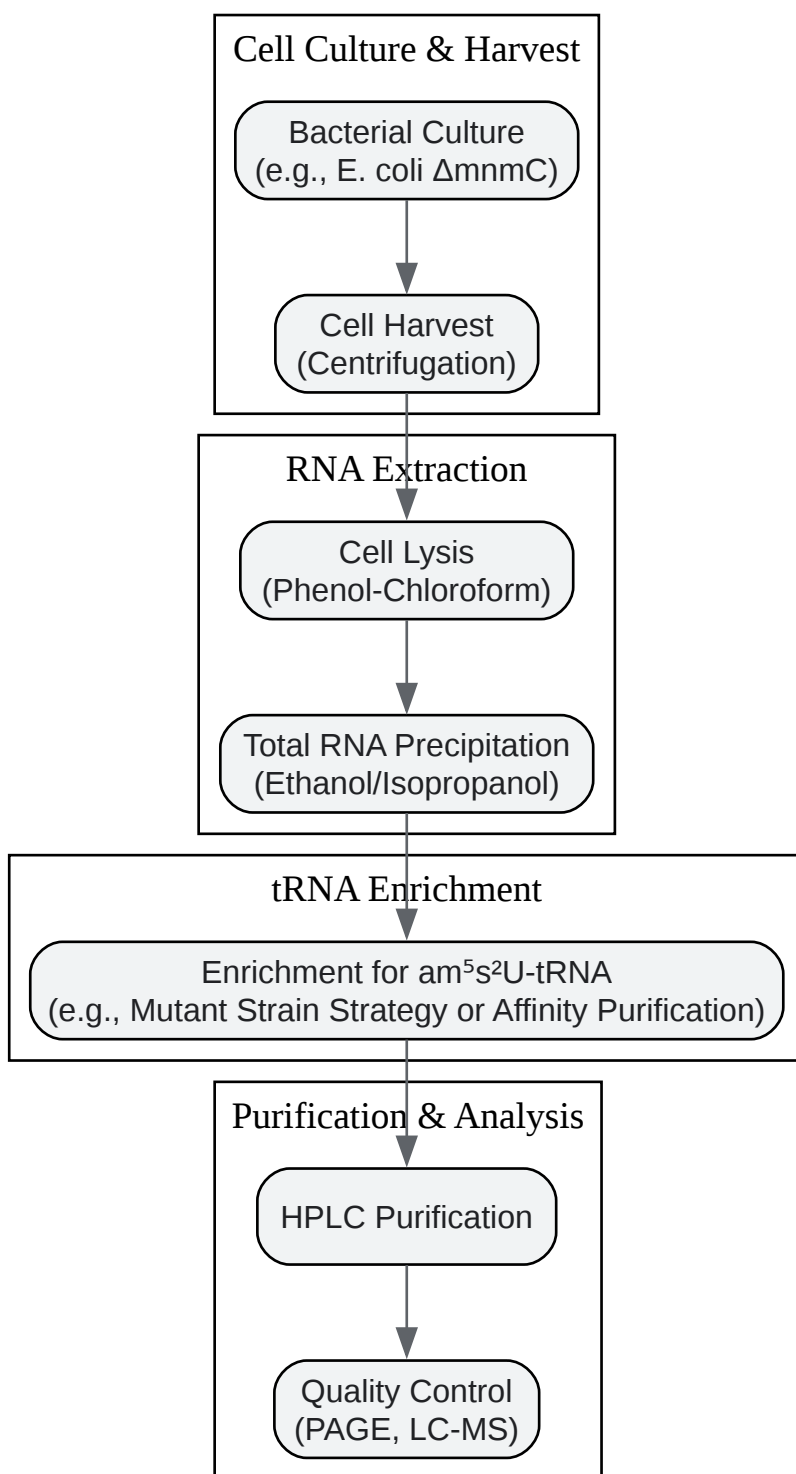 Cell Culture & Harvest
Bacterial Culture
(e.g., E. coli ΔmnmC)
Cell Harvest
(Centrifugation)
RNA Extraction
Cell Lysis
(Phenol-Chloroform)
Total RNA Precipitation
(Ethanol/Isopropanol)
tRNA Enrichment
Enrichment for am⁵s²U-tRNA
(e.g., Mutant Strain Strategy or Affinity Purification)
Purification & Analysis
HPLC Purification
Quality Control
(PAGE, LC-MS)